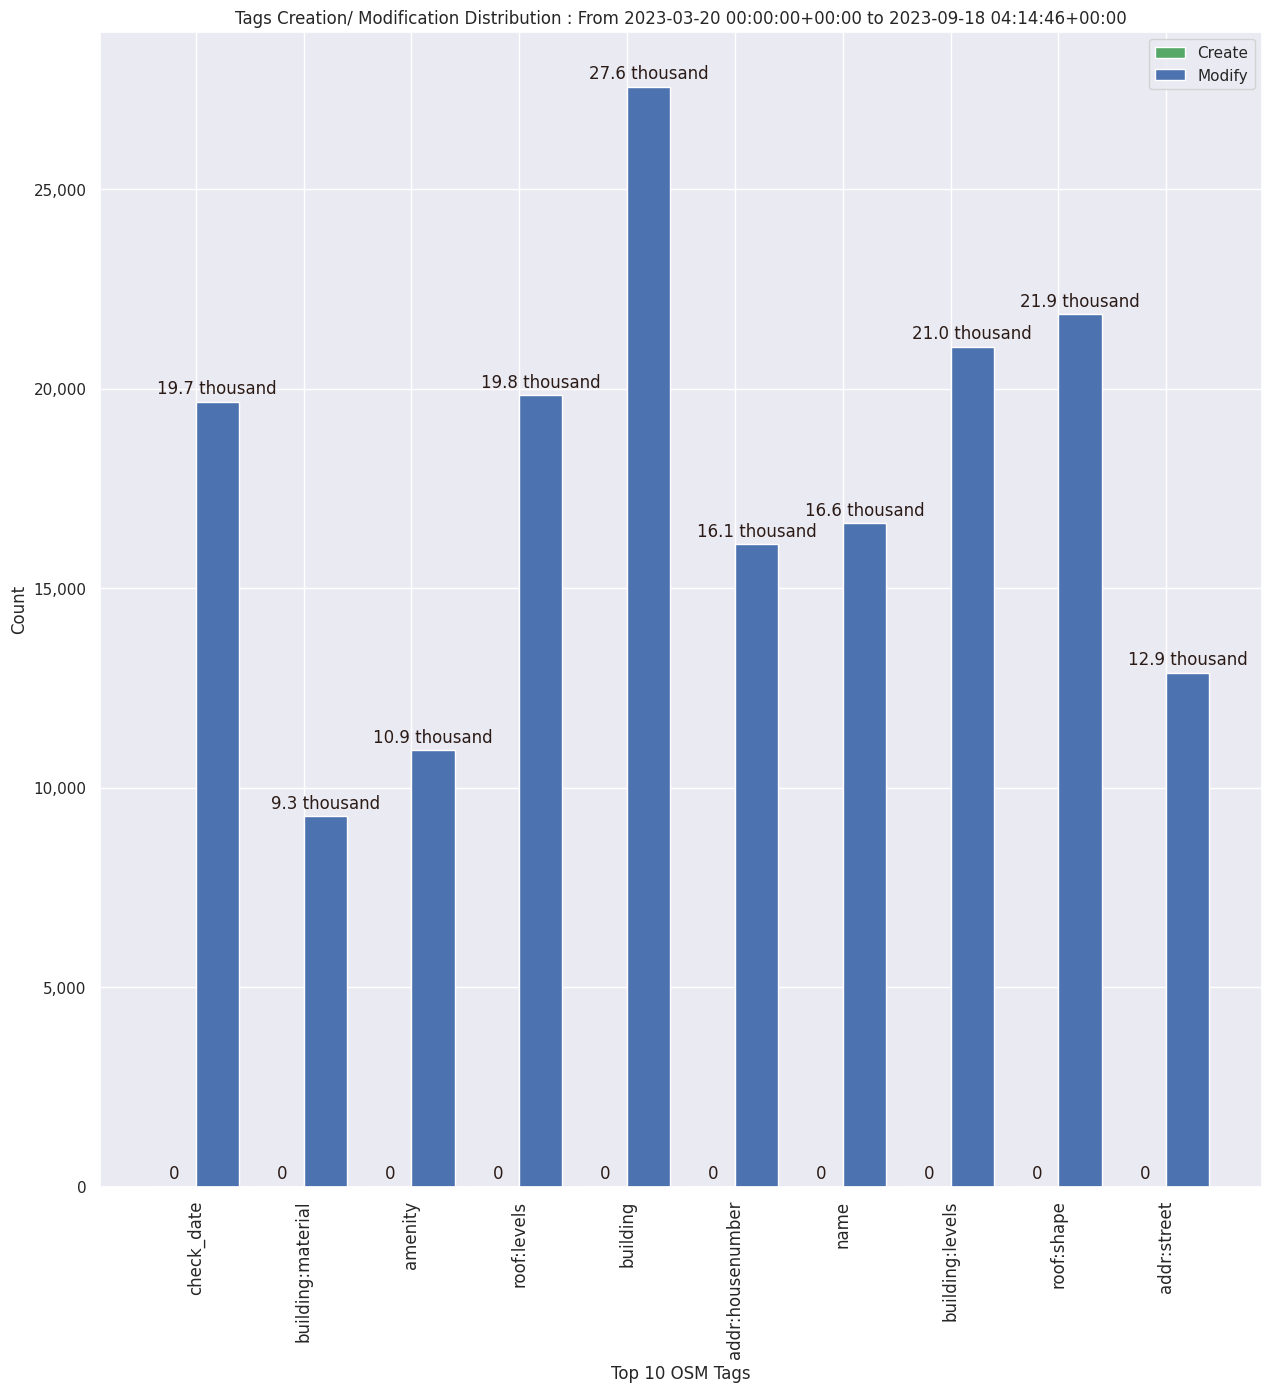 Tags Creation/ Modification Distribution : From 2023-03-20 00:00:00+00:00 to 2023-09-18 04:14:46+00:00
Create
Modify
27.6 thousand
25,000
21.9 thousand
21.0 thousand
20,000
19.7 thousand
19.8 thousand
16.6 thousand
16.1 thousand
15,000
Count
12.9 thousand
10.9 thousand
10,000
9.3 thousand
5,000
0
0
0
0
0
0
0
0
0
0
0
check_date
building:material
amenity
roof:levels
building
addr:housenumber
name
building:levels
roof:shape
addr:street
Top 10 OSM Tags